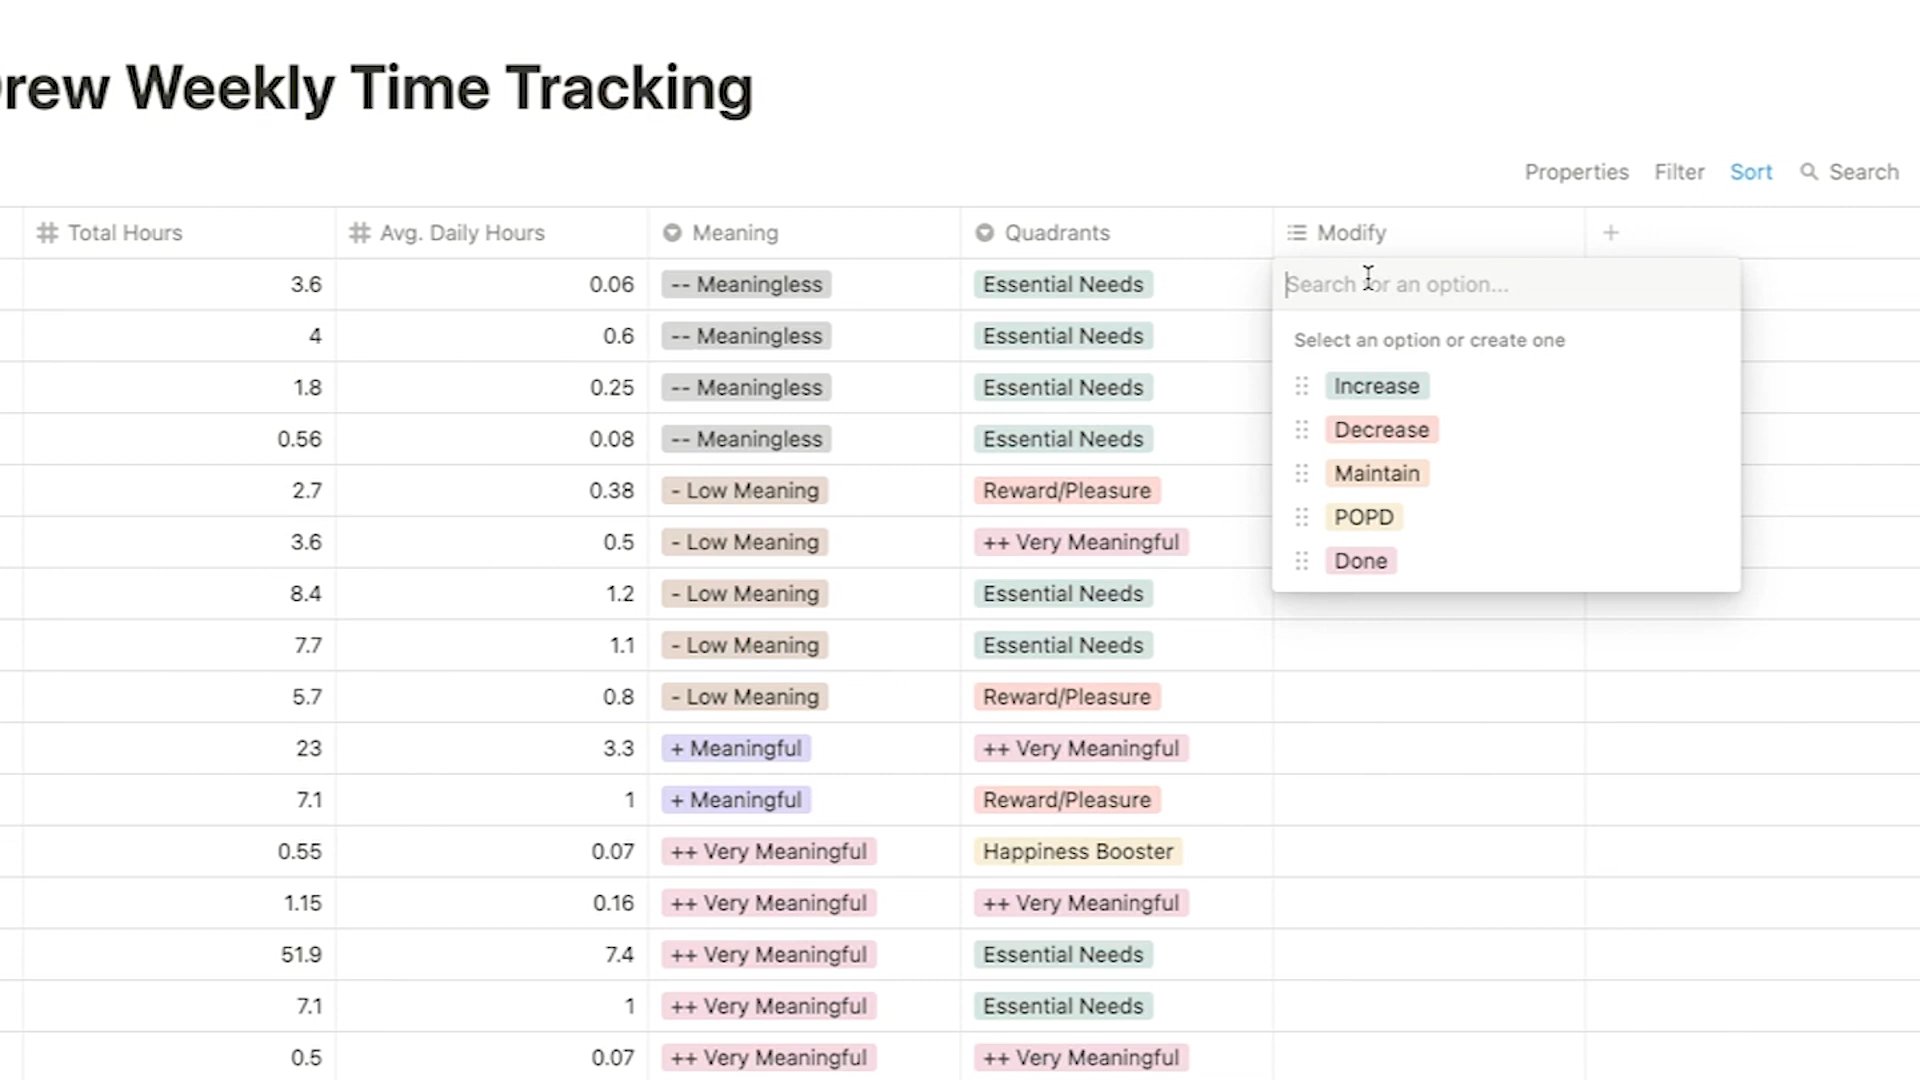 rew Weekly Time Tracking
Properties Filter Sort Search
Total Hours Avg. Daily Hours Meaning Quadrants Modify +
3.6 0.06 -- Meaningless Essential Needs Search for an option...
4 0.6 -- Meaningless Essential Needs Select an option or create one
1.8 0.25 -- Meaningless Essential Needs Increase
0.56 0.08 -- Meaningless Essential Needs Decrease
2.7 0.38 - Low Meaning Reward/Pleasure Maintain
3.6 0.5 - Low Meaning ++ Very Meaningful POPD
8.4 1.2 - Low Meaning Essential Needs Done
7.7 1.1 - Low Meaning Essential Needs
5.7 0.8 - Low Meaning Reward/Pleasure
23 3.3 + Meaningful ++ Very Meaningful
7.1 1 + Meaningful Reward/Pleasure
0.55 0.07 ++ Very Meaningful Happiness Booster
1.15 0.16 ++ Very Meaningful ++ Very Meaningful
51.9 7.4 ++ Very Meaningful Essential Needs
7.1 1 ++ Very Meaningful Essential Needs
0.5 0.07 ++ Very Meaningful ++ Very Meaningful